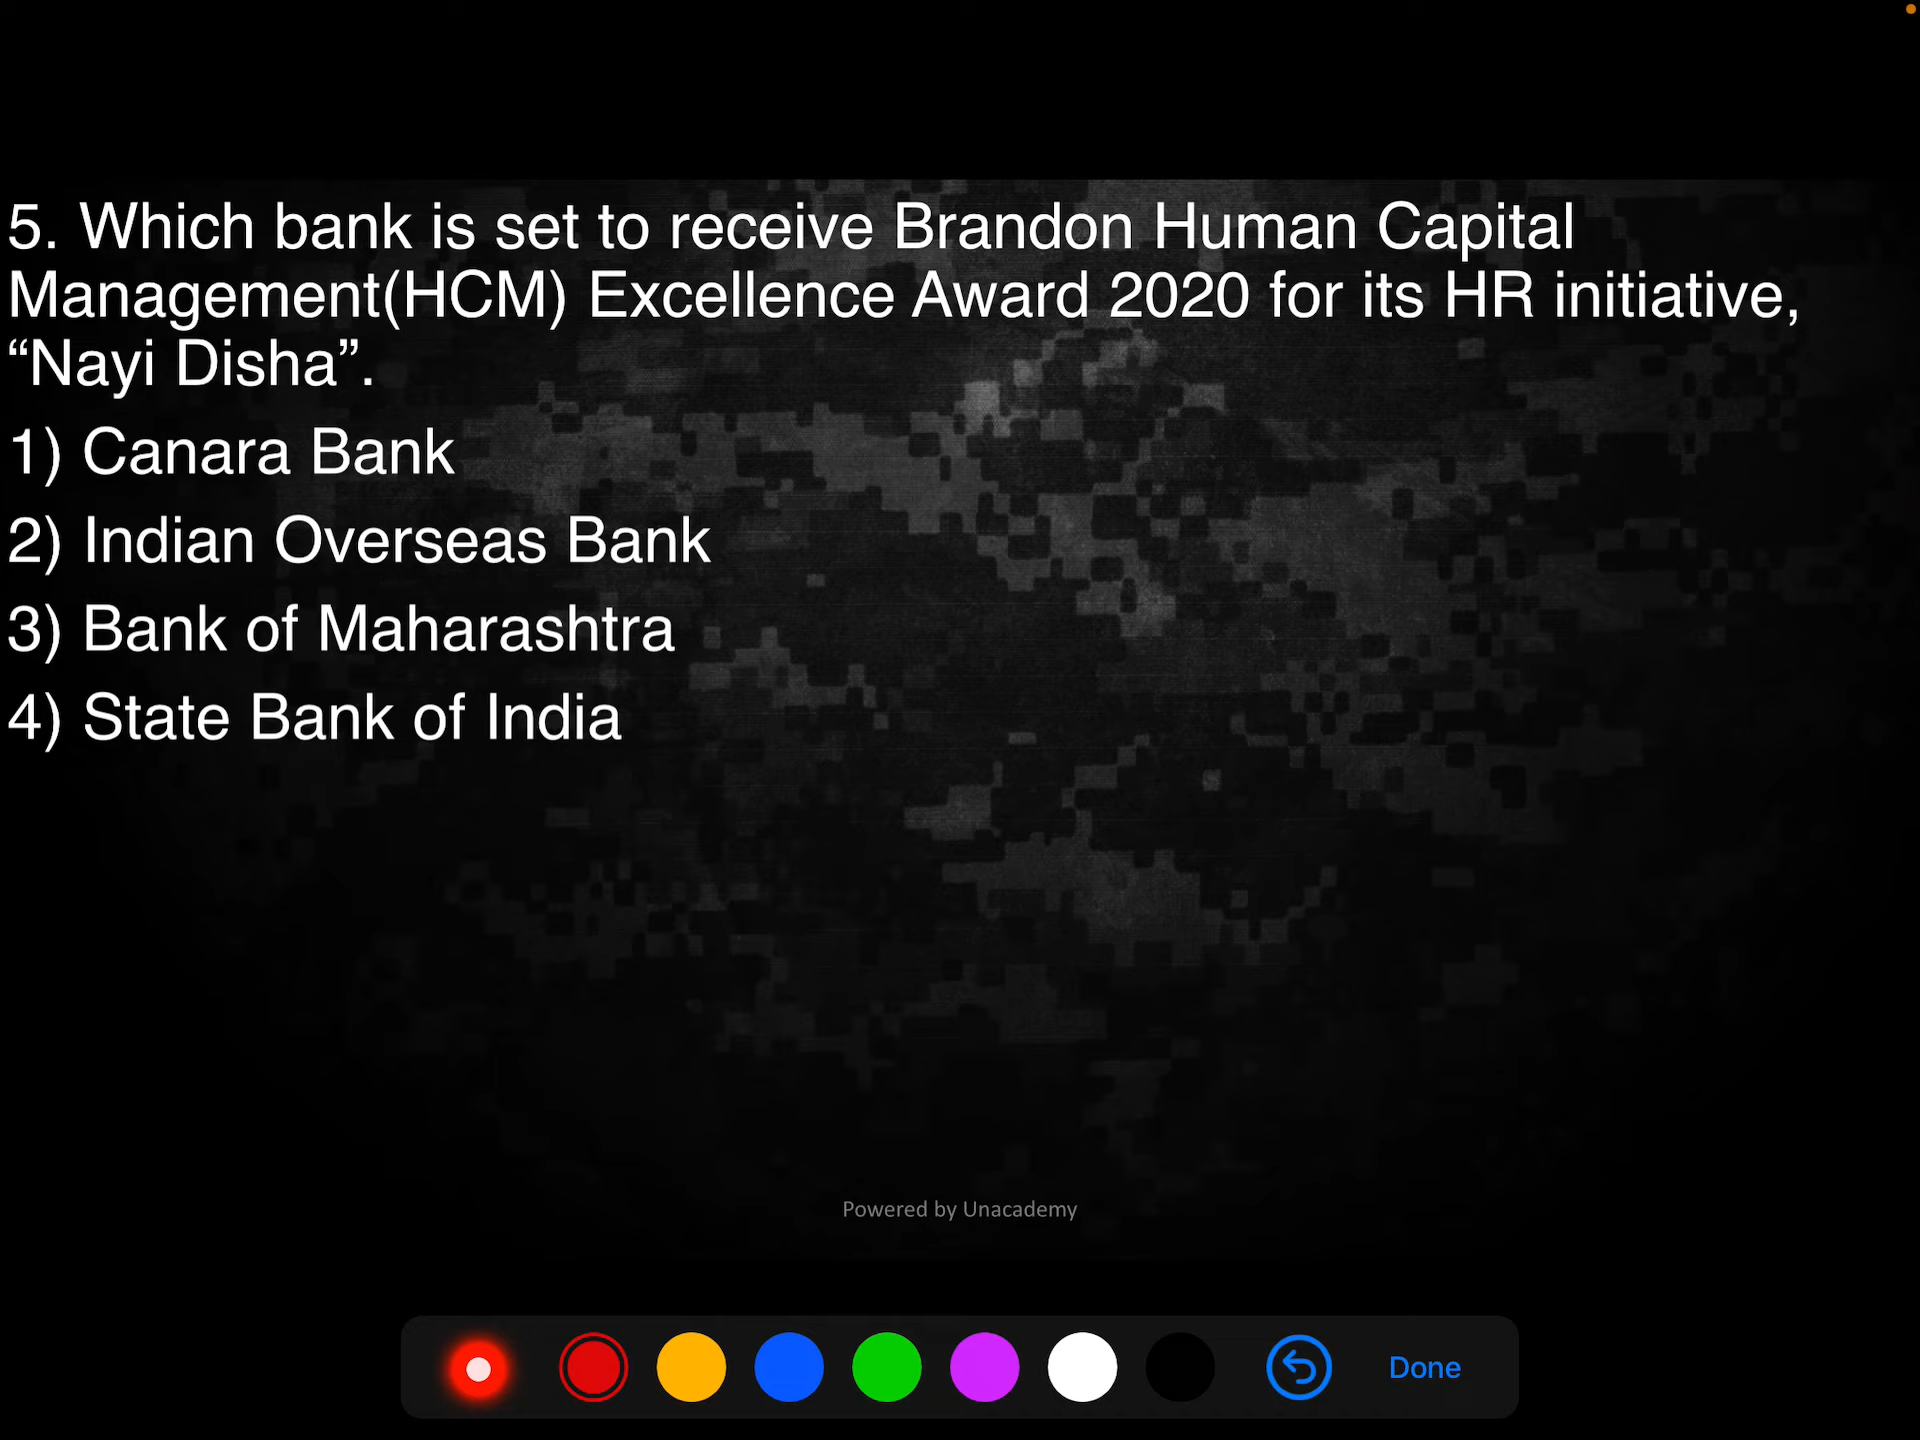 5. Which bank is set to receive Brandon Human Capital
Management(HCM) Excellence Award 2020 for its HR initiative,
“Nayi Disha”.
1) Canara Bank
2) Indian Overseas Bank
3) Bank of Maharashtra
4) State Bank of India
Powered by Unacademy
Done